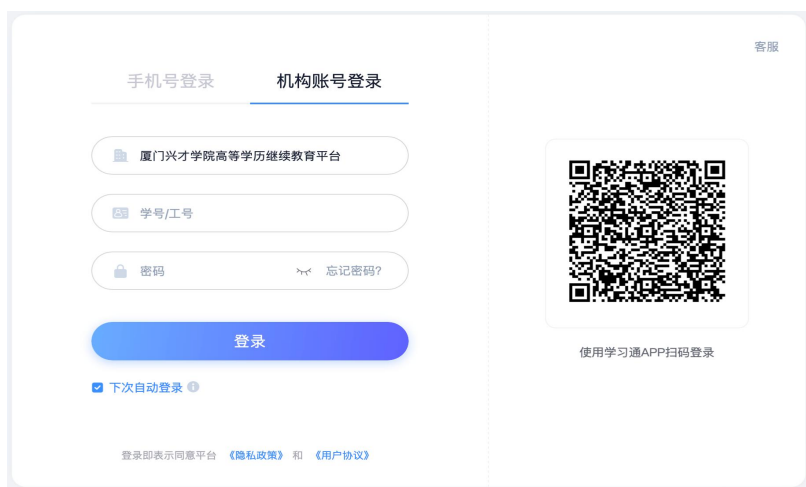 客服
手机号登录 机构账号登录
厦门兴才学院高等学历继续教育平台
学号/工号
密码 忘记密码?
登录
下次自动登录
登录即表示同意平台 《隐私政策》 和 《用户协议》
使用学习通APP扫码登录